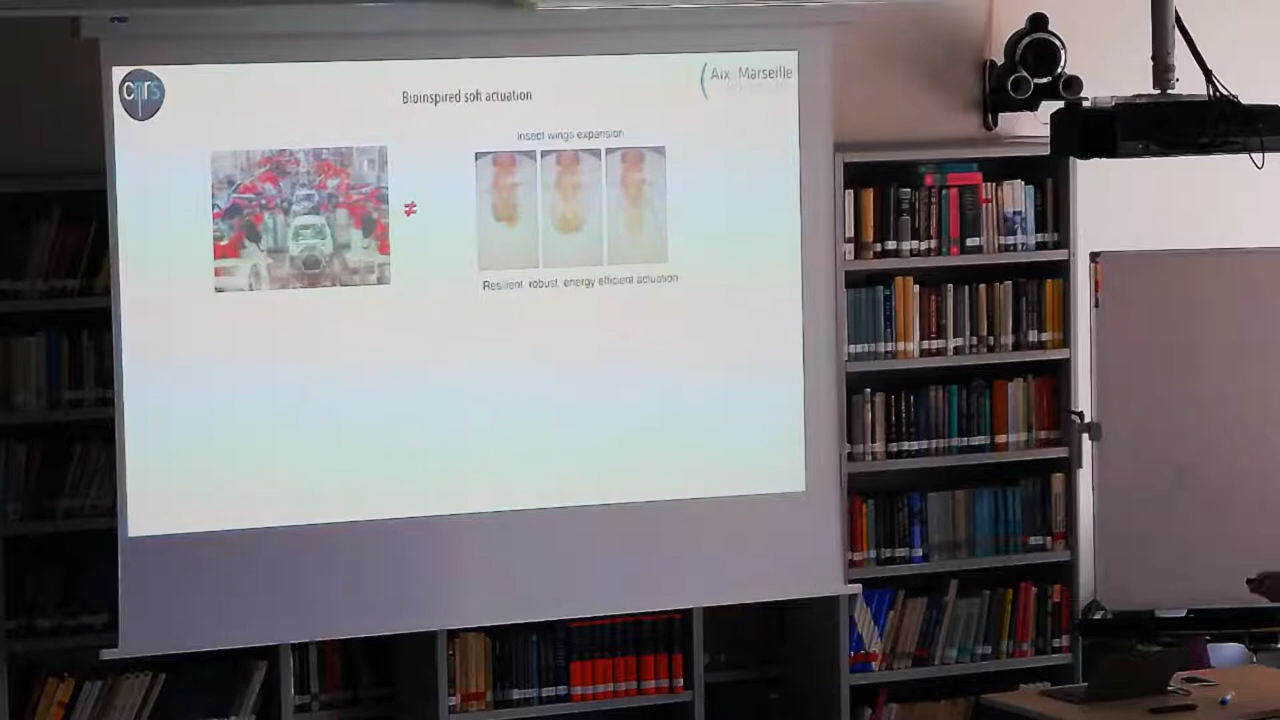 cnrs
Aix Marseille
Bioinspired soft actuation
Insect wings expansion
≠
Resilient, robust, energy efficient actuation